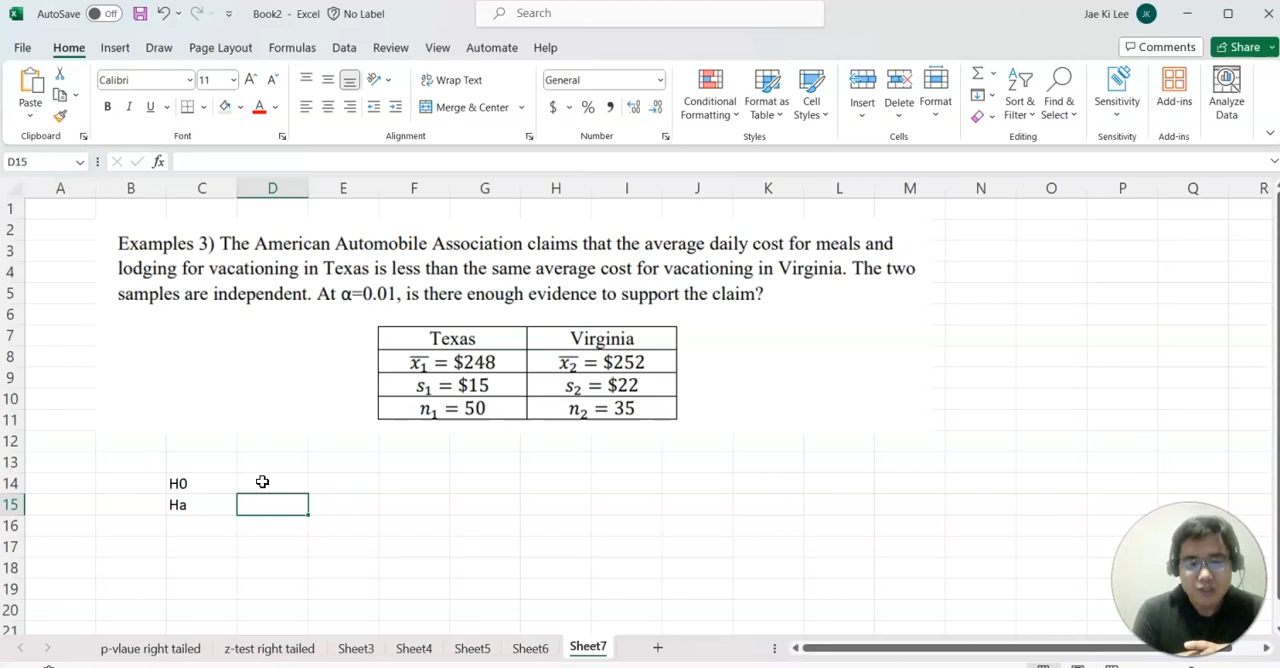 AutoSave Off Book2 - Excel No Label Search Jae Ki Lee JK
File Home Insert Draw Page Layout Formulas Data Review View Automate Help Comments Share
Paste Calibri 11 Wrap Text General Conditional Format as Cell Insert Delete Format Sort & Find & Sensitivity Add-ins Analyze
B I U A Merge & Center $ % 9 Formatting Table Styles Filter Select Data
Clipboard Font Alignment Number Styles Cells Editing Sensitivity Add-ins
D15 fx
A B C D E F G H I J K L M N O P Q R
1
2
3
4
5
6
7
8
9
10
11
12
13
14
15
16
17
18
19
20
21
Examples 3) The American Automobile Association claims that the average daily cost for meals and
lodging for vacationing in Texas is less than the same average cost for vacationing in Virginia. The two
samples are independent. At α=0.01, is there enough evidence to support the claim?
Texas Virginia
x̅₁ = $248 x̅₂ = $252
s₁ = $15 s₂ = $22
n₁ = 50 n₂ = 35
H0
Ha
p-vlaue right tailed z-test right tailed Sheet3 Sheet4 Sheet5 Sheet6 Sheet7